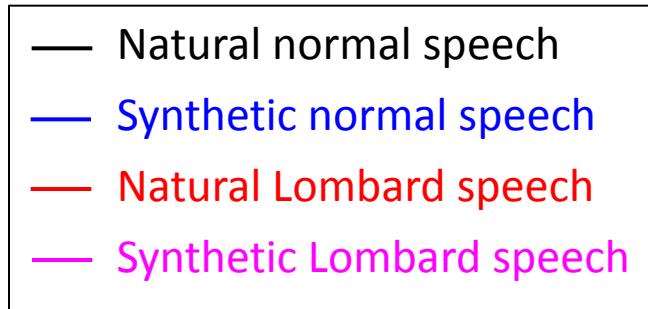 Natural normal speech
Synthetic normal speech
Natural Lombard speech
Synthetic Lombard speech